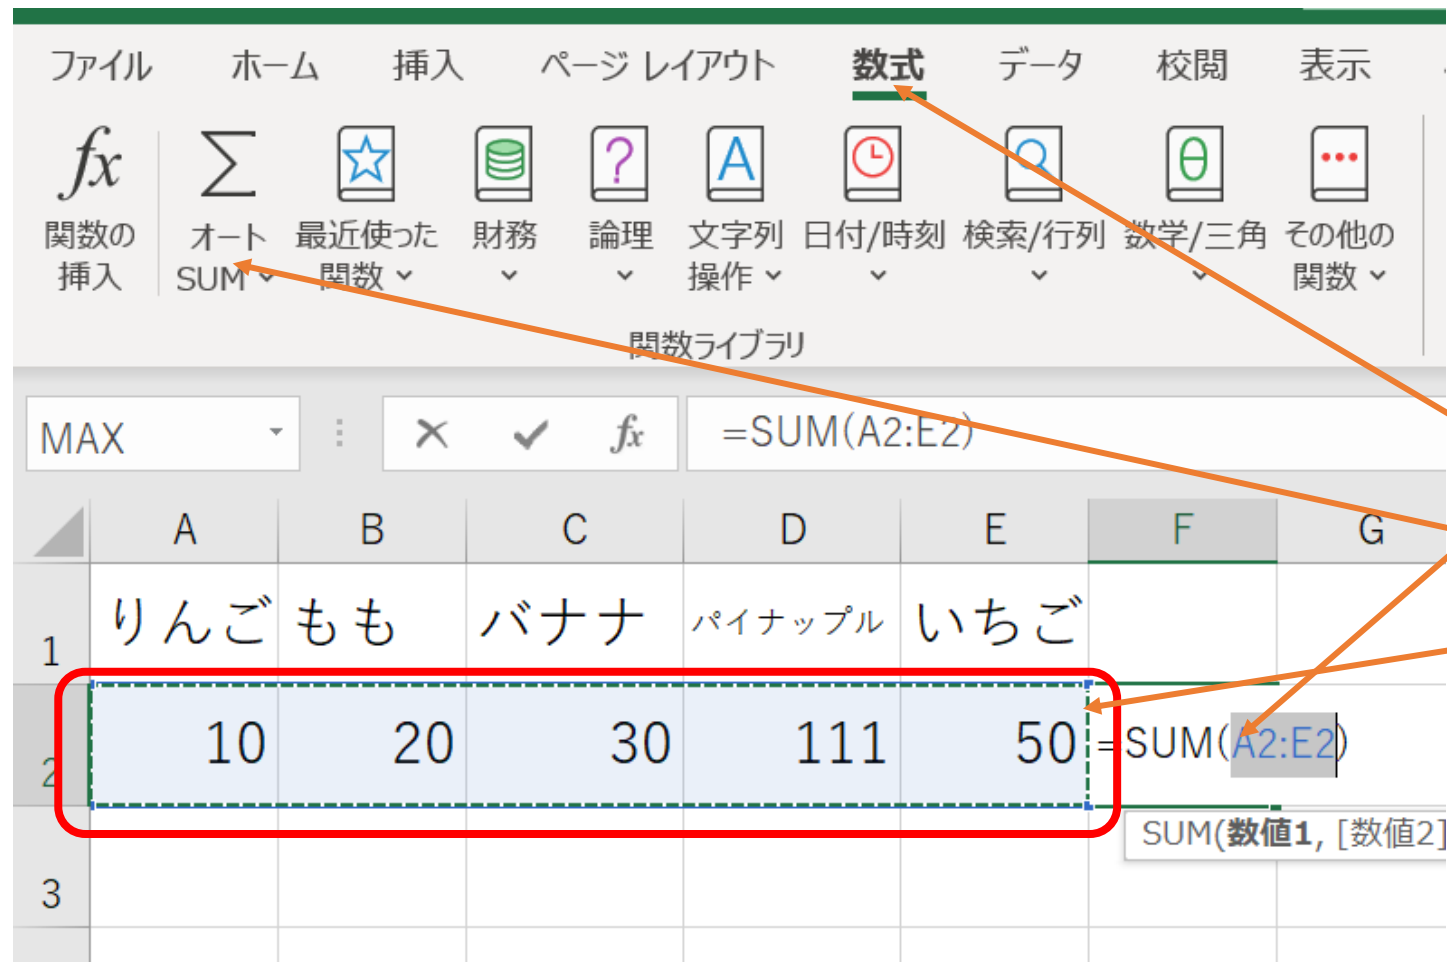 ファイル ホーム 挿入 ページ レイアウト 数式 データ 校閲 表示
fx
関数の 挿入
オート SUM
最近使った 関数
財務
?
論理
A
文字列 操作
日付/時刻
検索/行列
θ
数学/三角
その他の 関数
関数ライブラリ
MAX fx =SUM(A2:E2)
A B C D E F G
1 りんご もも バナナ パイナップル いちご
2 10 20 30 111 50 =SUM(A2:E2)
SUM(数値1, [数値2]
3